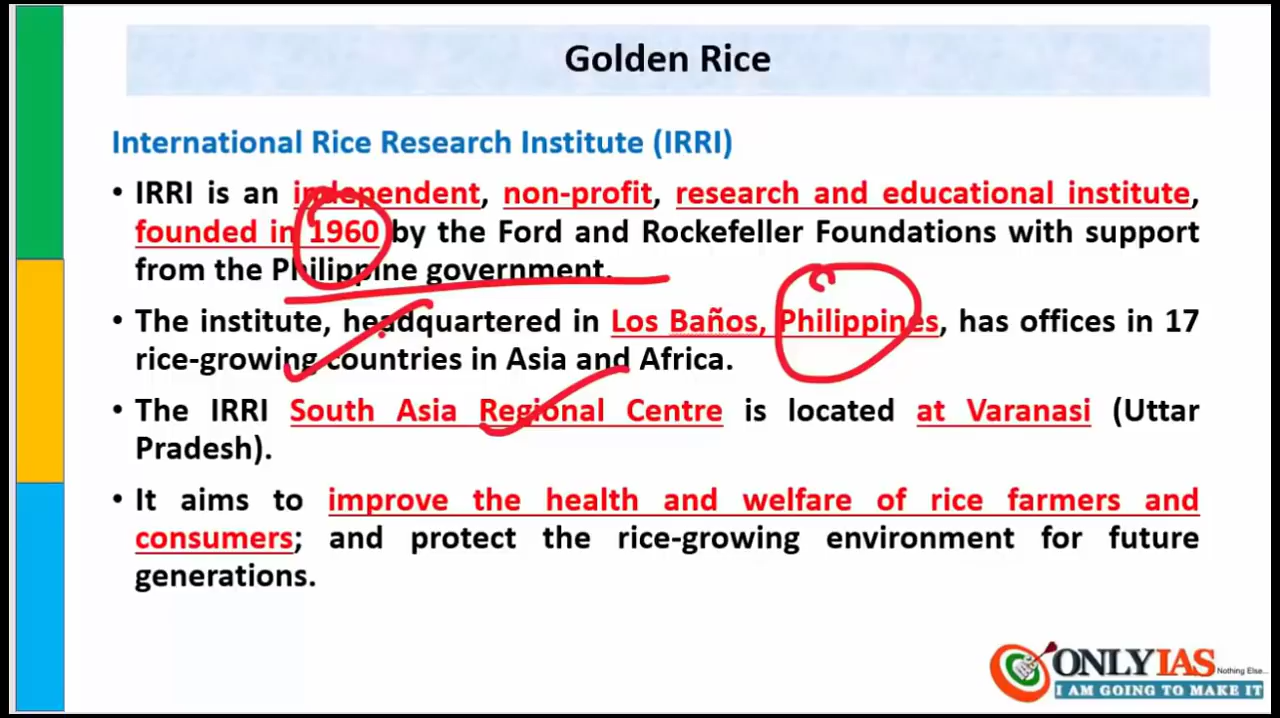 Golden Rice
International Rice Research Institute (IRRI)
• IRRI is an independent, non-profit, research and educational institute,
founded in 1960 by the Ford and Rockefeller Foundations with support
from the Philippine government.
• The institute, headquartered in Los Baños, Philippines, has offices in 17
rice-growing countries in Asia and Africa.
• The IRRI South Asia Regional Centre is located at Varanasi (Uttar
Pradesh).
• It aims to improve the health and welfare of rice farmers and
consumers; and protect the rice-growing environment for future
generations.
ONLYIAS Nothing Else...
I AM GOING TO MAKE IT